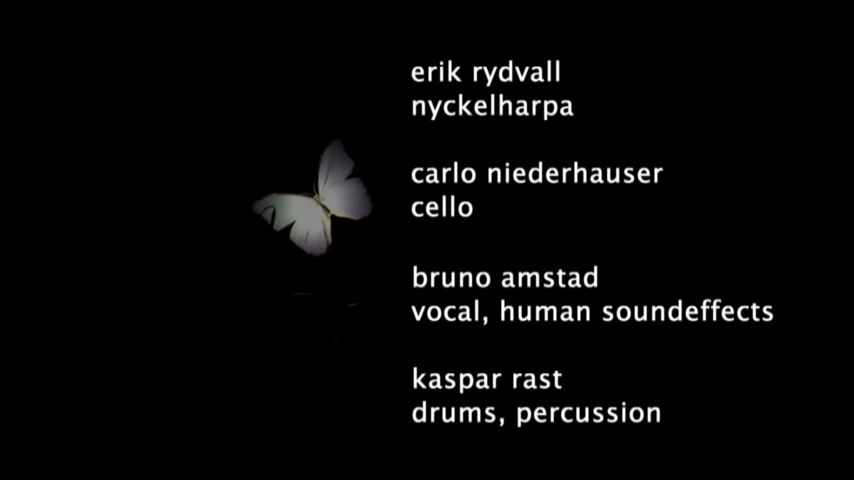 erik rydvall
nyckelharpa
carlo niederhauser
cello
bruno amstad
vocal, human soundeffects
kaspar rast
drums, percussion